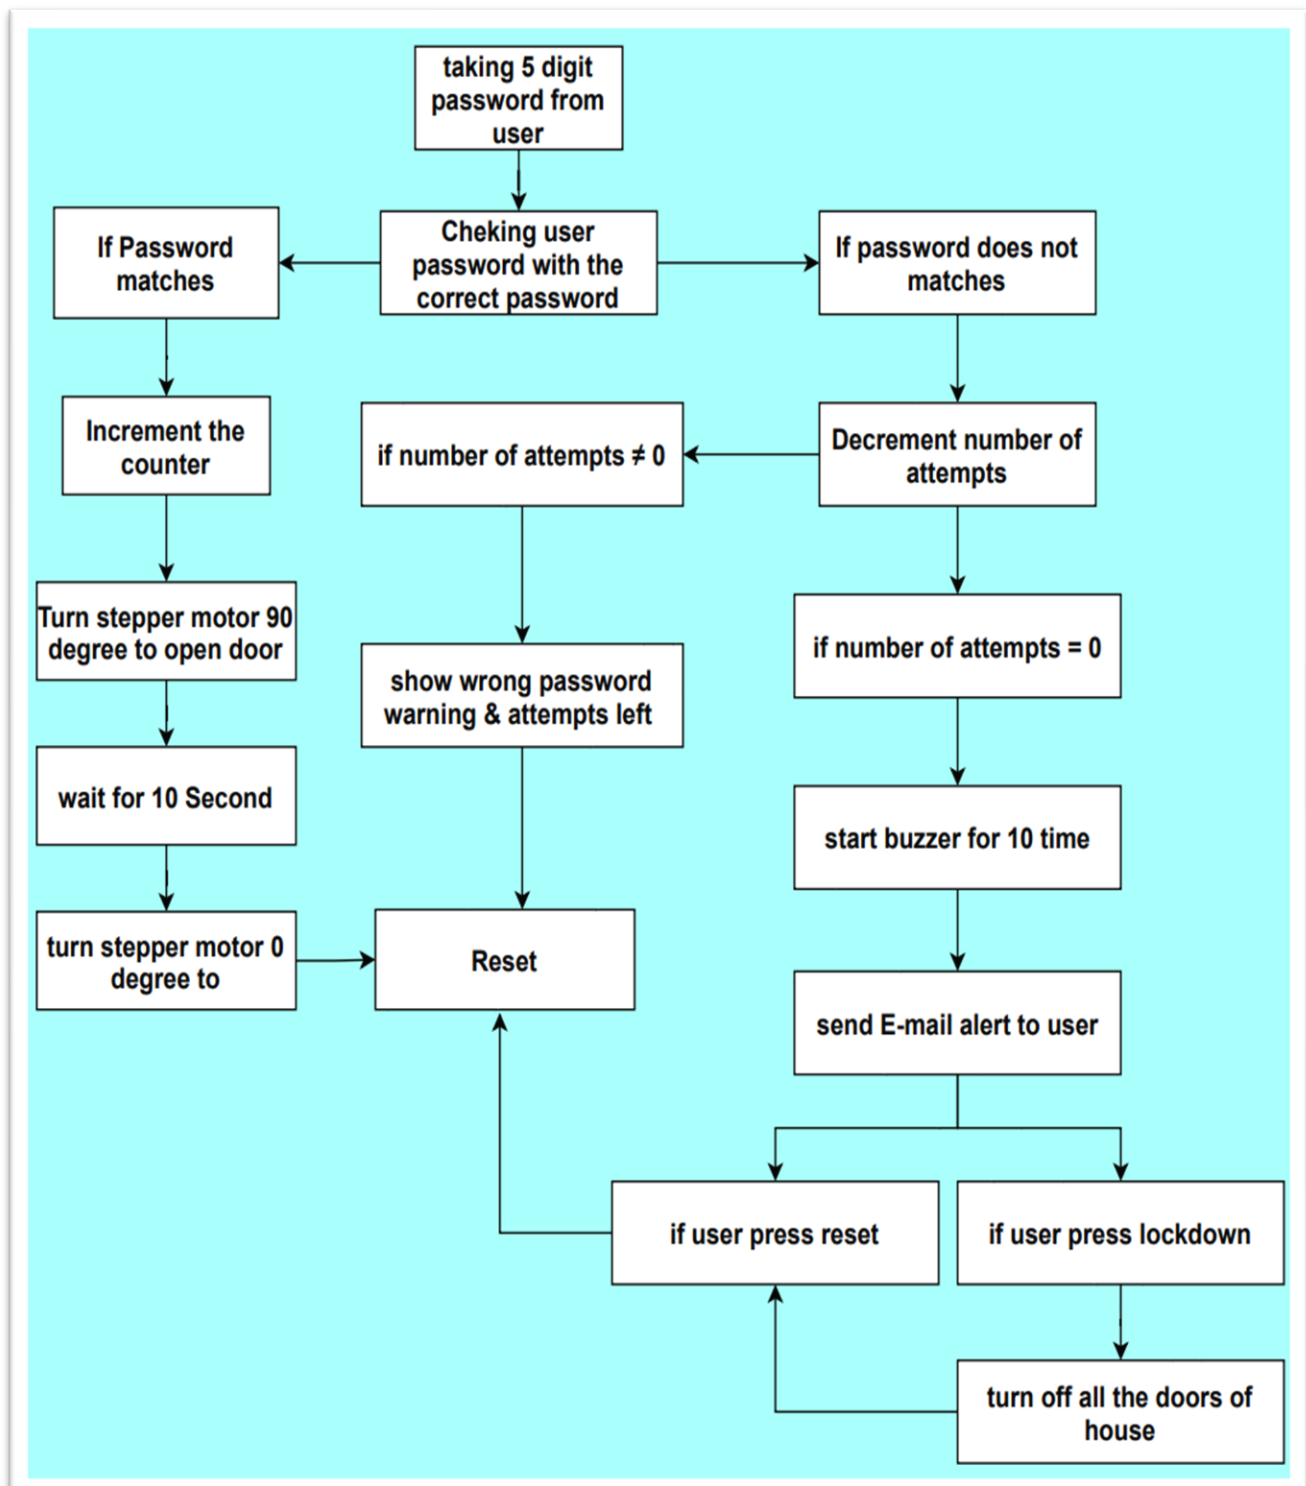 taking 5 digit
password from
user
If Password
matches
Cheking user
password with the
correct password
If password does not
matches
Increment the
counter
if number of attempts ≠ 0
Decrement number of
attempts
Turn stepper motor 90
degree to open door
if number of attempts = 0
show wrong password
warning & attempts left
wait for 10 Second
start buzzer for 10 time
turn stepper motor 0
degree to
Reset
send E-mail alert to user
if user press reset
if user press lockdown
turn off all the doors of
house